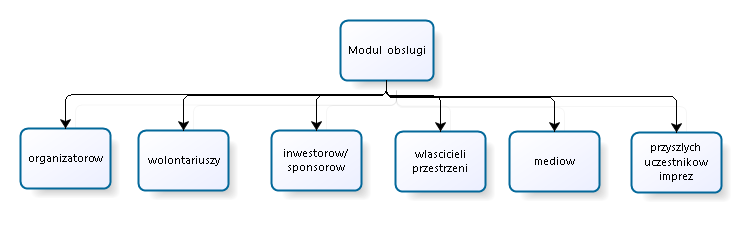 Modul obslugi
organizatorow
wolontariuszy
inwestorow/
sponsorow
wlascicieli
przestrzeni
mediow
przyszlych
uczestnikow
imprez